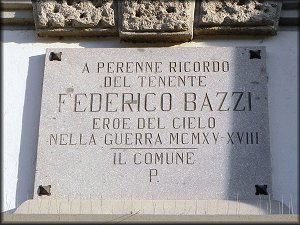 A PERENNE RICORDO
DEL TENENTE
FEDERICO BAZZI
EROE DEL CIELO
NELLA GUERRA MCMXV-XVIII
IL COMUNE
P.